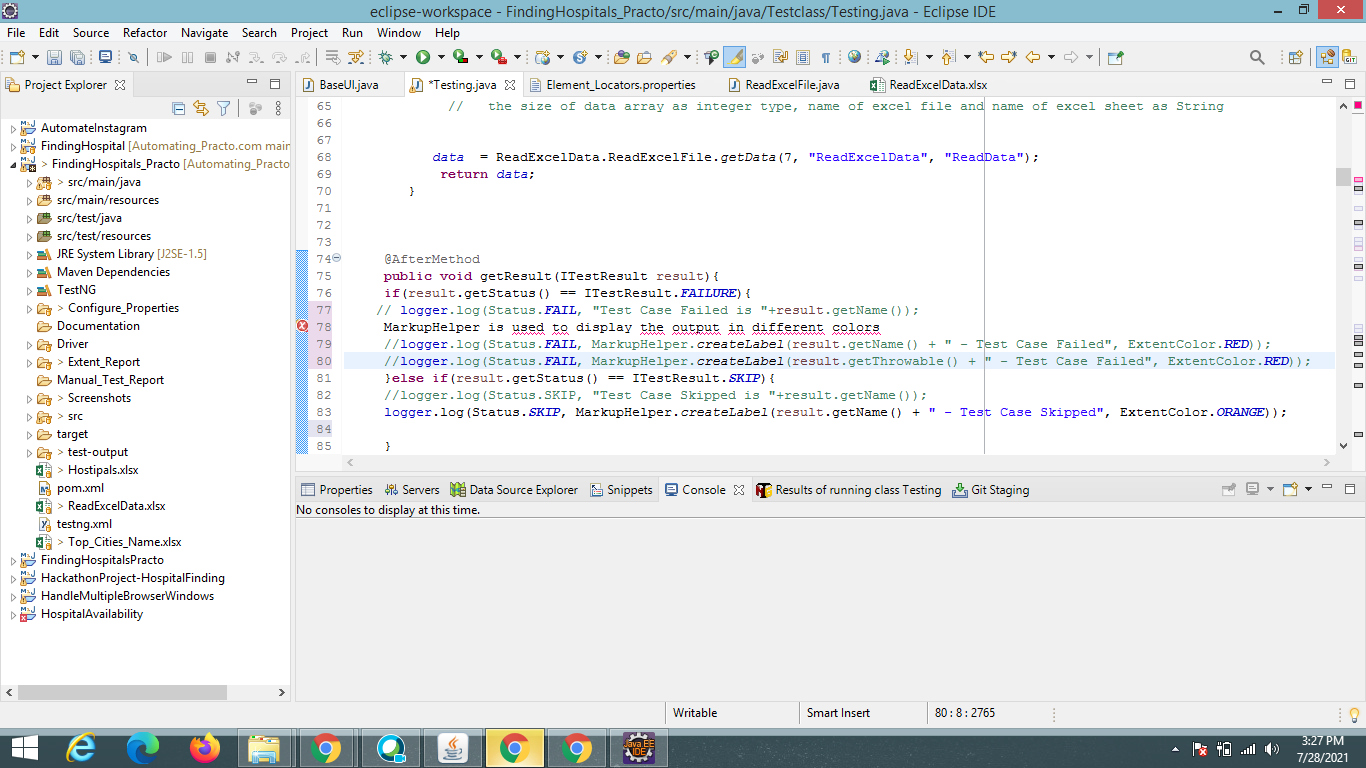 eclipse-workspace - FindingHospitals_Practo/src/main/java/Testclass/Testing.java - Eclipse IDE
File Edit Source Refactor Navigate Search Project Run Window Help
Project Explorer
AutomateInstagram
FindingHospital [Automating_Practo.com main
> FindingHospitals_Practo [Automating_Practo
> src/main/java
src/main/resources
src/test/java
src/test/resources
JRE System Library [J2SE-1.5]
Maven Dependencies
TestNG
> Configure_Properties
Documentation
Driver
> Extent_Report
Manual_Test_Report
> Screenshots
> src
target
> test-output
> Hostipals.xlsx
pom.xml
> ReadExcelData.xlsx
testng.xml
> Top_Cities_Name.xlsx
FindingHospitalsPracto
HackathonProject-HospitalFinding
HandleMultipleBrowserWindows
HospitalAvailability
BaseUI.java *Testing.java Element_Locators.properties ReadExcelFile.java ReadExcelData.xlsx
65 // the size of data array as integer type, name of excel file and name of excel sheet as String
66
67
68 data = ReadExcelData.ReadExcelFile.getData(7, "ReadExcelData", "ReadData");
69 return data;
70 }
71
72
73
74 @AfterMethod
75 public void getResult(ITestResult result){
76 if(result.getStatus() == ITestResult.FAILURE){
77 // logger.log(Status.FAIL, "Test Case Failed is "+result.getName());
78 MarkupHelper is used to display the output in different colors
79 //logger.log(Status.FAIL, MarkupHelper.createLabel(result.getName() + " - Test Case Failed", ExtentColor.RED));
80 //logger.log(Status.FAIL, MarkupHelper.createLabel(result.getThrowable() + " - Test Case Failed", ExtentColor.RED));
81 }else if(result.getStatus() == ITestResult.SKIP){
82 //logger.log(Status.SKIP, "Test Case Skipped is "+result.getName());
83 logger.log(Status.SKIP, MarkupHelper.createLabel(result.getName() + " - Test Case Skipped", ExtentColor.ORANGE));
84
85 }
Properties Servers Data Source Explorer Snippets Console Results of running class Testing Git Staging
No consoles to display at this time.
Writable Smart Insert 80 : 8 : 2765
Java EE
IDE
3:27 PM
7/28/2021